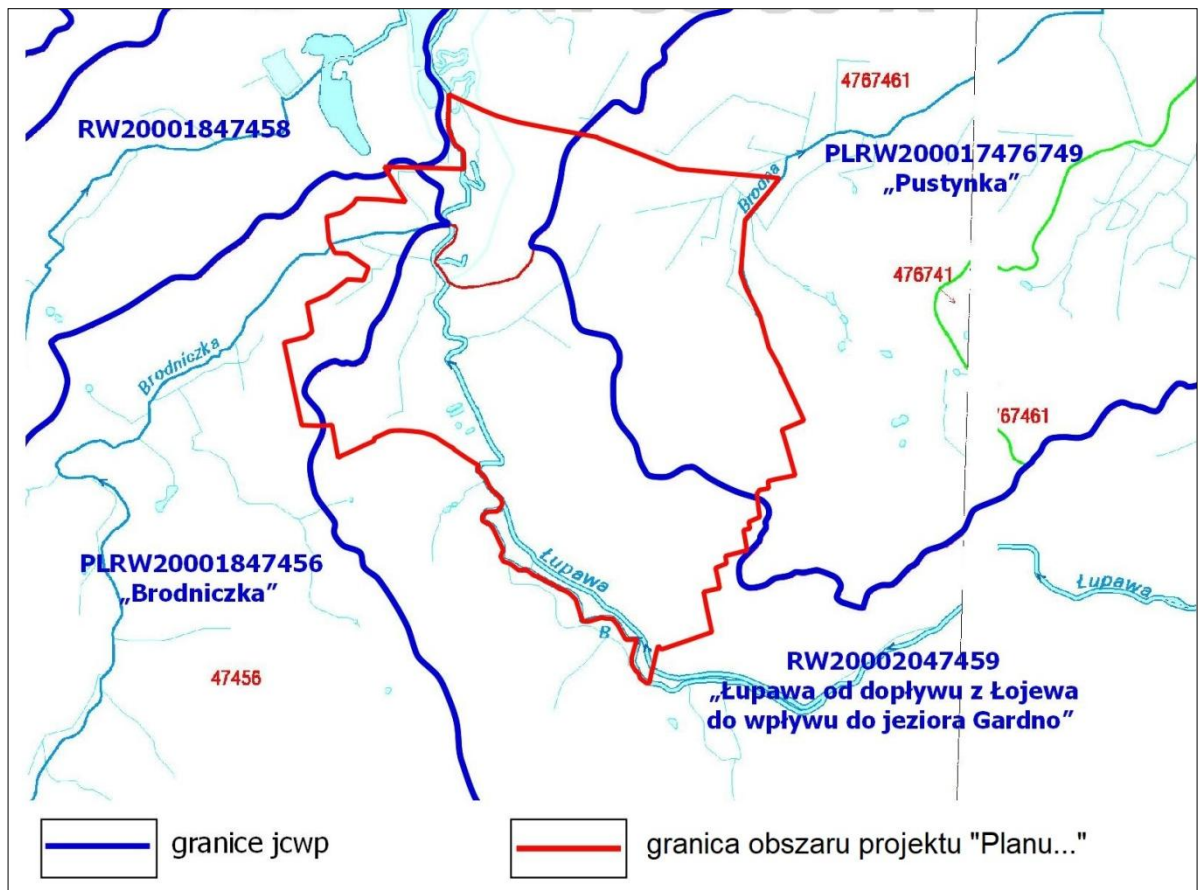 RW20001847458
4767461
PLRW200017476749
„Pustynka”
Brodna
476741
Brodniczka
767461
PLRW20001847456
„Brodniczka”
Łupawa
Łupawa
B
47456
RW20002047459
„Łupawa od dopływu z Łojewa
do wpływu do jeziora Gardno”
granice jcwp
granica obszaru projektu "Planu..."